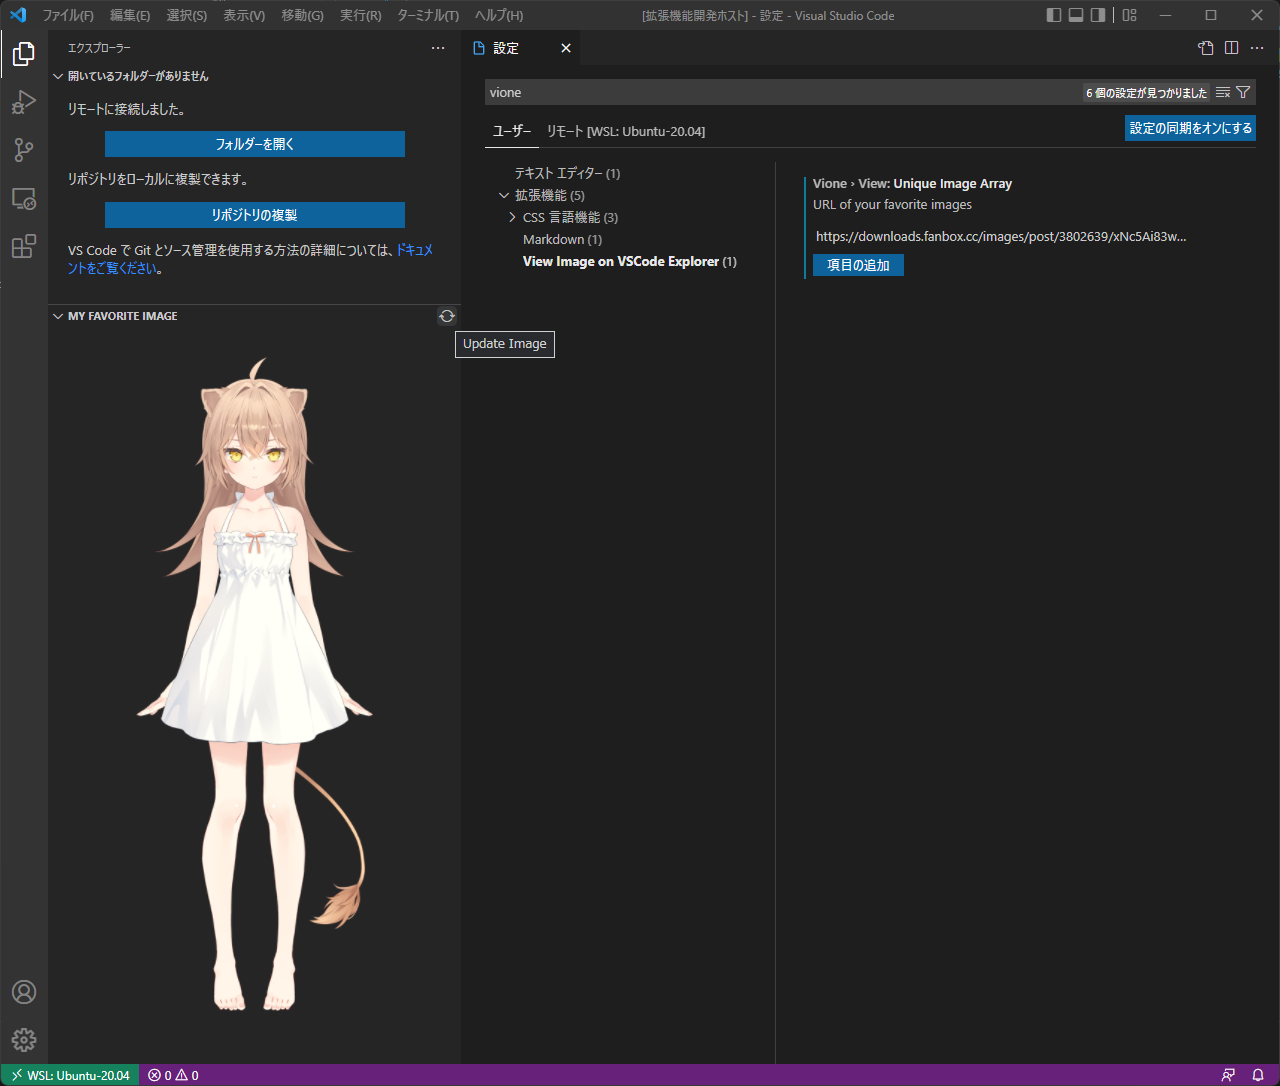 ファイル(F) 編集(E) 選択(S) 表示(V) 移動(G) 実行(R) ターミナル(T) ヘルプ(H) [拡張機能開発ホスト] - 設定 - Visual Studio Code
エクスプローラー
開いているフォルダーがありません
リモートに接続しました。
フォルダーを開く
リポジトリをローカルに複製できます。
リポジトリの複製
VS Code で Git とソース管理を使用する方法の詳細については、ドキュメ
ントをご覧ください。
MY FAVORITE IMAGE
Update Image
設定
vione
6 個の設定が見つかりました
ユーザー リモート [WSL: Ubuntu-20.04]
設定の同期をオンにする
テキスト エディター (1)
拡張機能 (5)
CSS 言語機能 (3)
Markdown (1)
View Image on VSCode Explorer (1)
Vione › View: Unique Image Array
URL of your favorite images
https://downloads.fanbox.cc/images/post/3802639/xNc5Ai83w...
項目の追加
WSL: Ubuntu-20.04 0 0